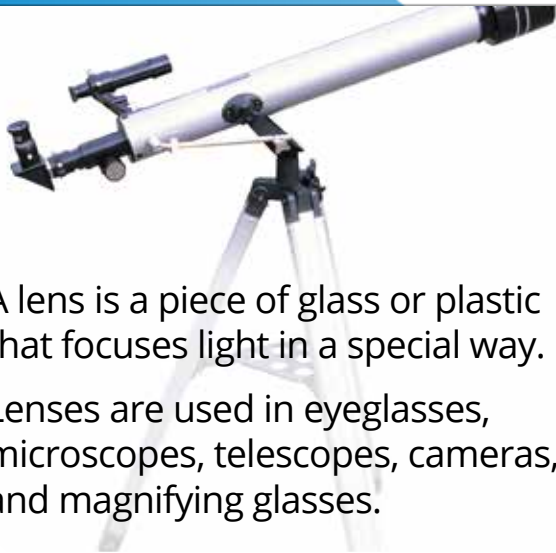 A lens is a piece of glass or plastic
that focuses light in a special way.
Lenses are used in eyeglasses,
microscopes, telescopes, cameras,
and magnifying glasses.